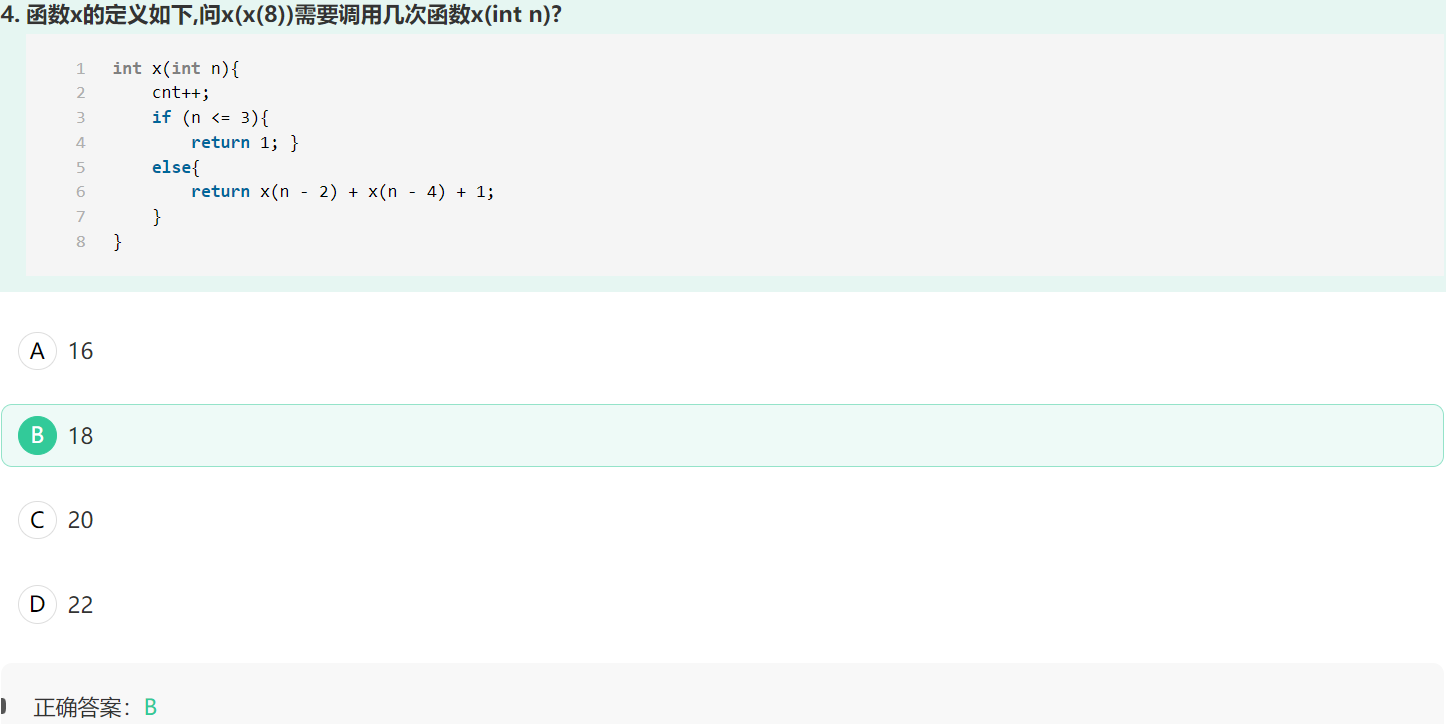 4. 函数x的定义如下,问x(x(8))需要调用几次函数x(int n)?
1 int x(int n){
2 cnt++;
3 if (n <= 3){
4 return 1; }
5 else{
6 return x(n - 2) + x(n - 4) + 1;
7 }
8 }
A 16
B 18
C 20
D 22
正确答案: B